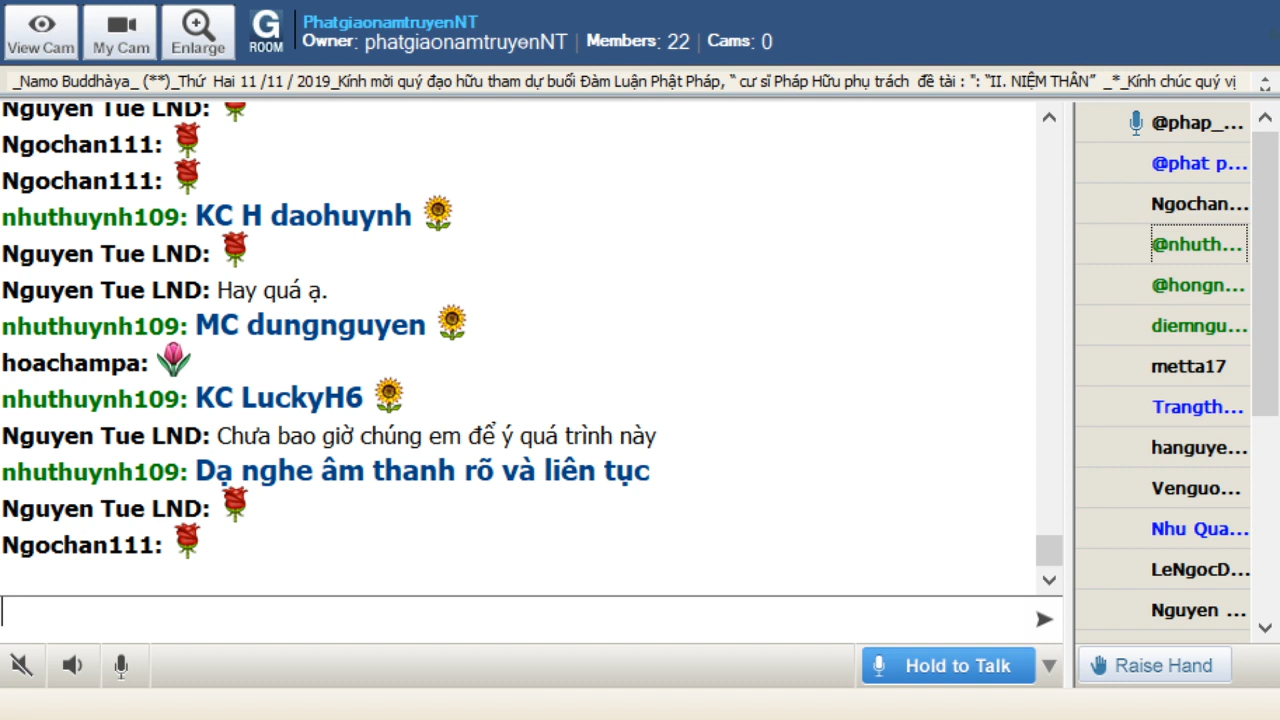 View Cam
My Cam
Enlarge
G
ROOM
PhatgiaonamtruyenNT
Owner: phatgiaonamtruyenNT | Members: 22 | Cams: 0
_Namo Buddhàya_ (**)_Thứ Hai 11 /11 / 2019_Kính mời quý đạo hữu tham dự buổi Đàm Luận Phật Pháp, “ cư sĩ Pháp Hữu phụ trách đề tài : ": “II. NIỆM THÂN” _*_Kính chúc quý vị
Nguyen Tue LND:
Ngochan111:
Ngochan111:
nhuthuynh109: KC H daohuynh
Nguyen Tue LND:
Nguyen Tue LND: Hay quá ạ.
nhuthuynh109: MC dungnguyen
hoachampa:
nhuthuynh109: KC LuckyH6
Nguyen Tue LND: Chưa bao giờ chúng em để ý quá trình này
nhuthuynh109: Dạ nghe âm thanh rõ và liên tục
Nguyen Tue LND:
Ngochan111:
@phap_...
@phat p...
Ngochan...
@nhuth...
@hongn...
diemngu...
metta17
Trangth...
hanguye...
Venguo...
Nhu Qua...
LeNgocD...
Nguyen ...
Hold to Talk
Raise Hand